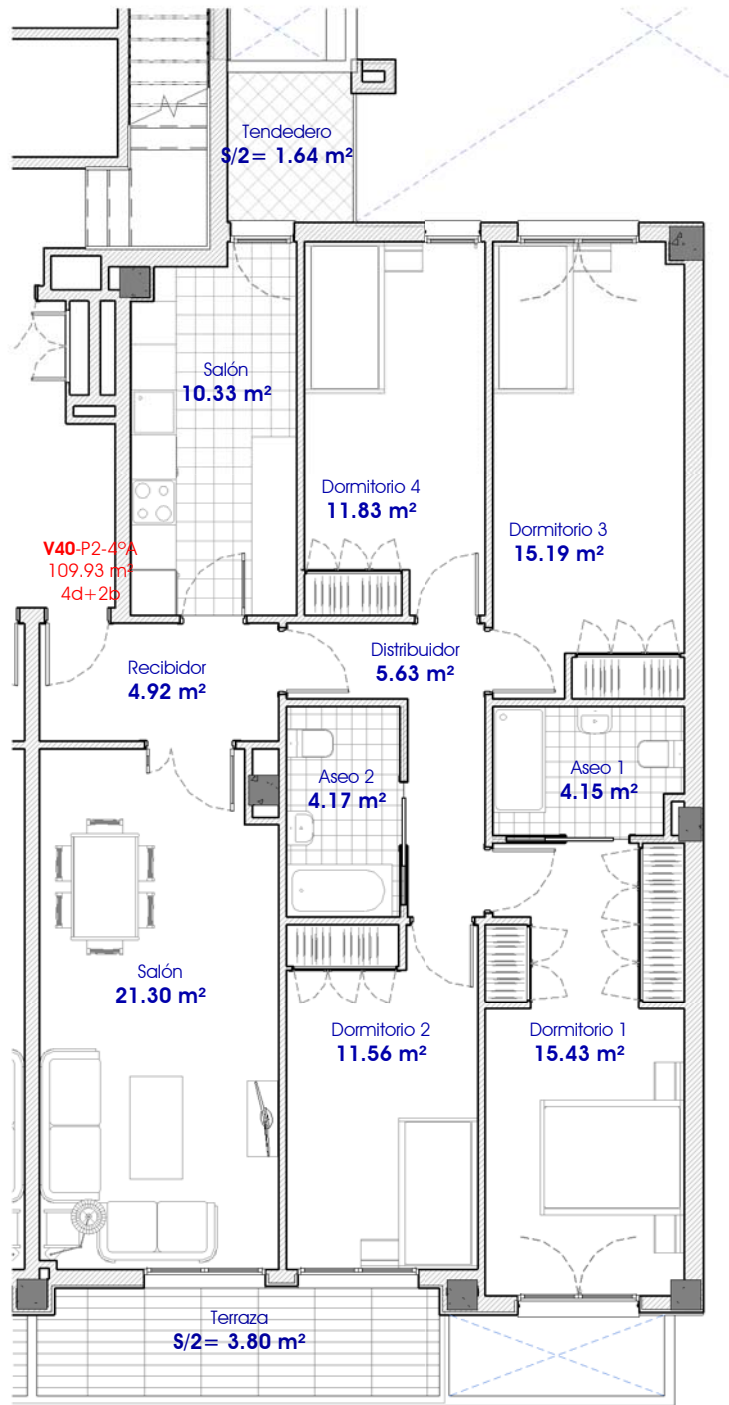 Tendedero
S/2= 1.64 m²
Salón
10.33 m²
Dormitorio 4
11.83 m²
Dormitorio 3
15.19 m²
V40-P2-4ºA
109.93 m²
4d+2b
Recibidor
4.92 m²
Distribuidor
5.63 m²
Aseo 2
4.17 m²
Aseo 1
4.15 m²
Salón
21.30 m²
Dormitorio 2
11.56 m²
Dormitorio 1
15.43 m²
Terraza
S/2= 3.80 m²